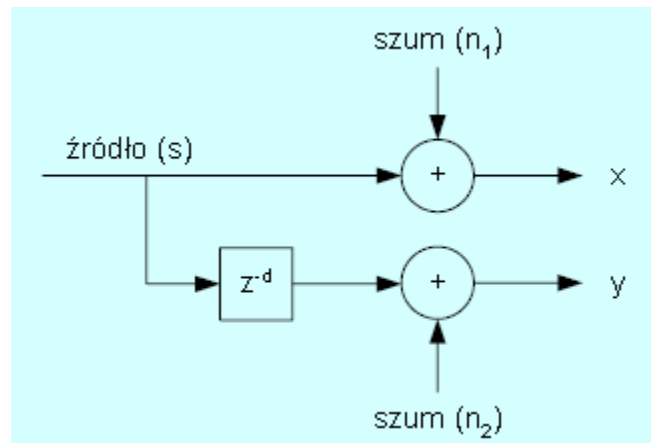 szum (n₁)
źródło (s)
+
x
z⁻ᵈ
+
y
szum (n₂)